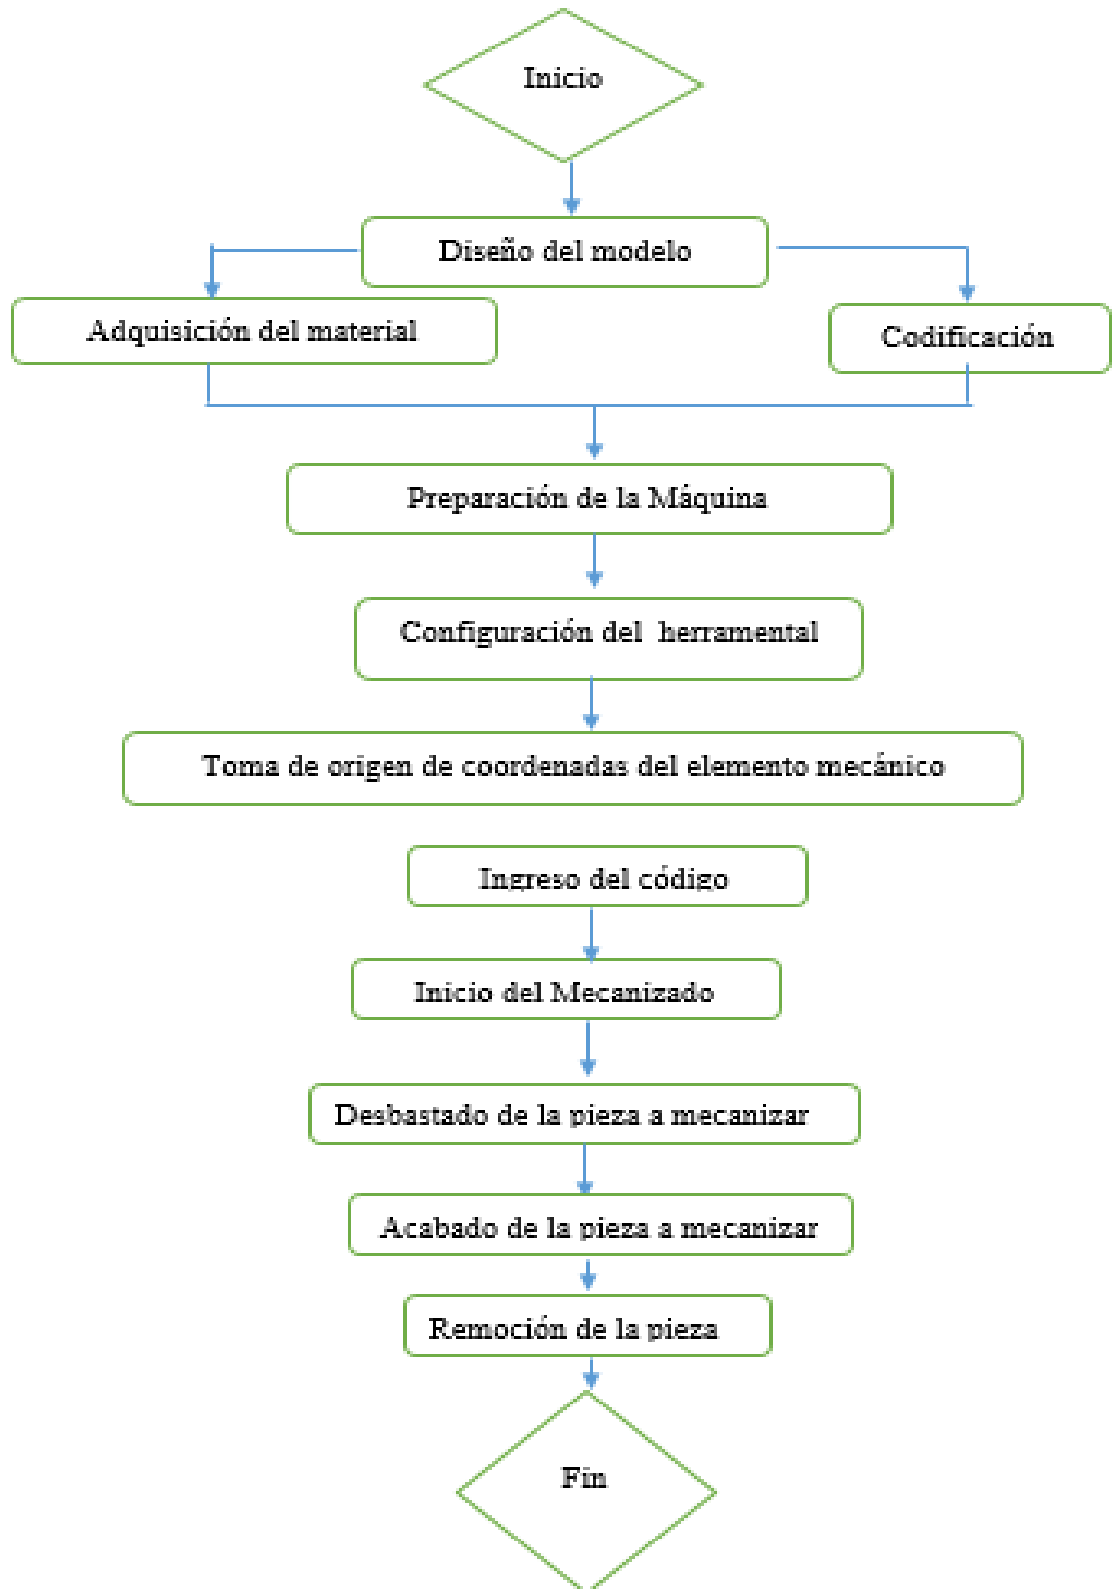 Inicio
Diseño del modelo
Adquisición del material
Codificación
Preparación de la Máquina
Configuración del herramental
Toma de origen de coordenadas del elemento mecánico
Ingreso del código
Inicio del Mecanizado
Desbastado de la pieza a mecanizar
Acabado de la pieza a mecanizar
Remoción de la pieza
Fin